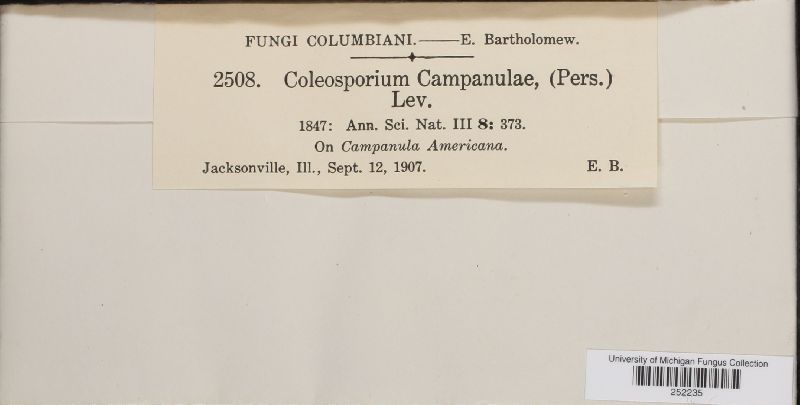 FUNGI COLUMBIANI.——E. Bartholomew.
2508. Coleosporium Campanulae, (Pers.)
Lev.
1847: Ann. Sci. Nat. III 8: 373.
On Campanula Americana.
Jacksonville, Ill., Sept. 12, 1907. E. B.
University of Michigan Fungus Collection
252235